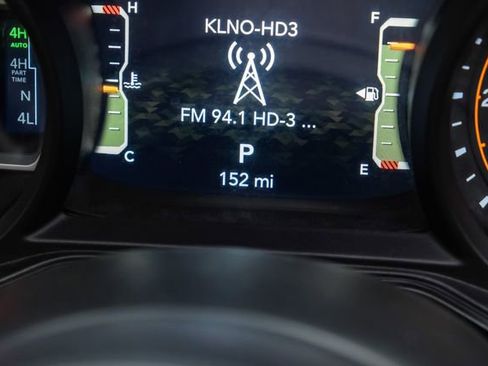 4H
AUTO
4H
PART
TIME
N
4L
H
C
KLNO-HD3
FM 94.1 HD-3 ...
P
152 mi
F
E